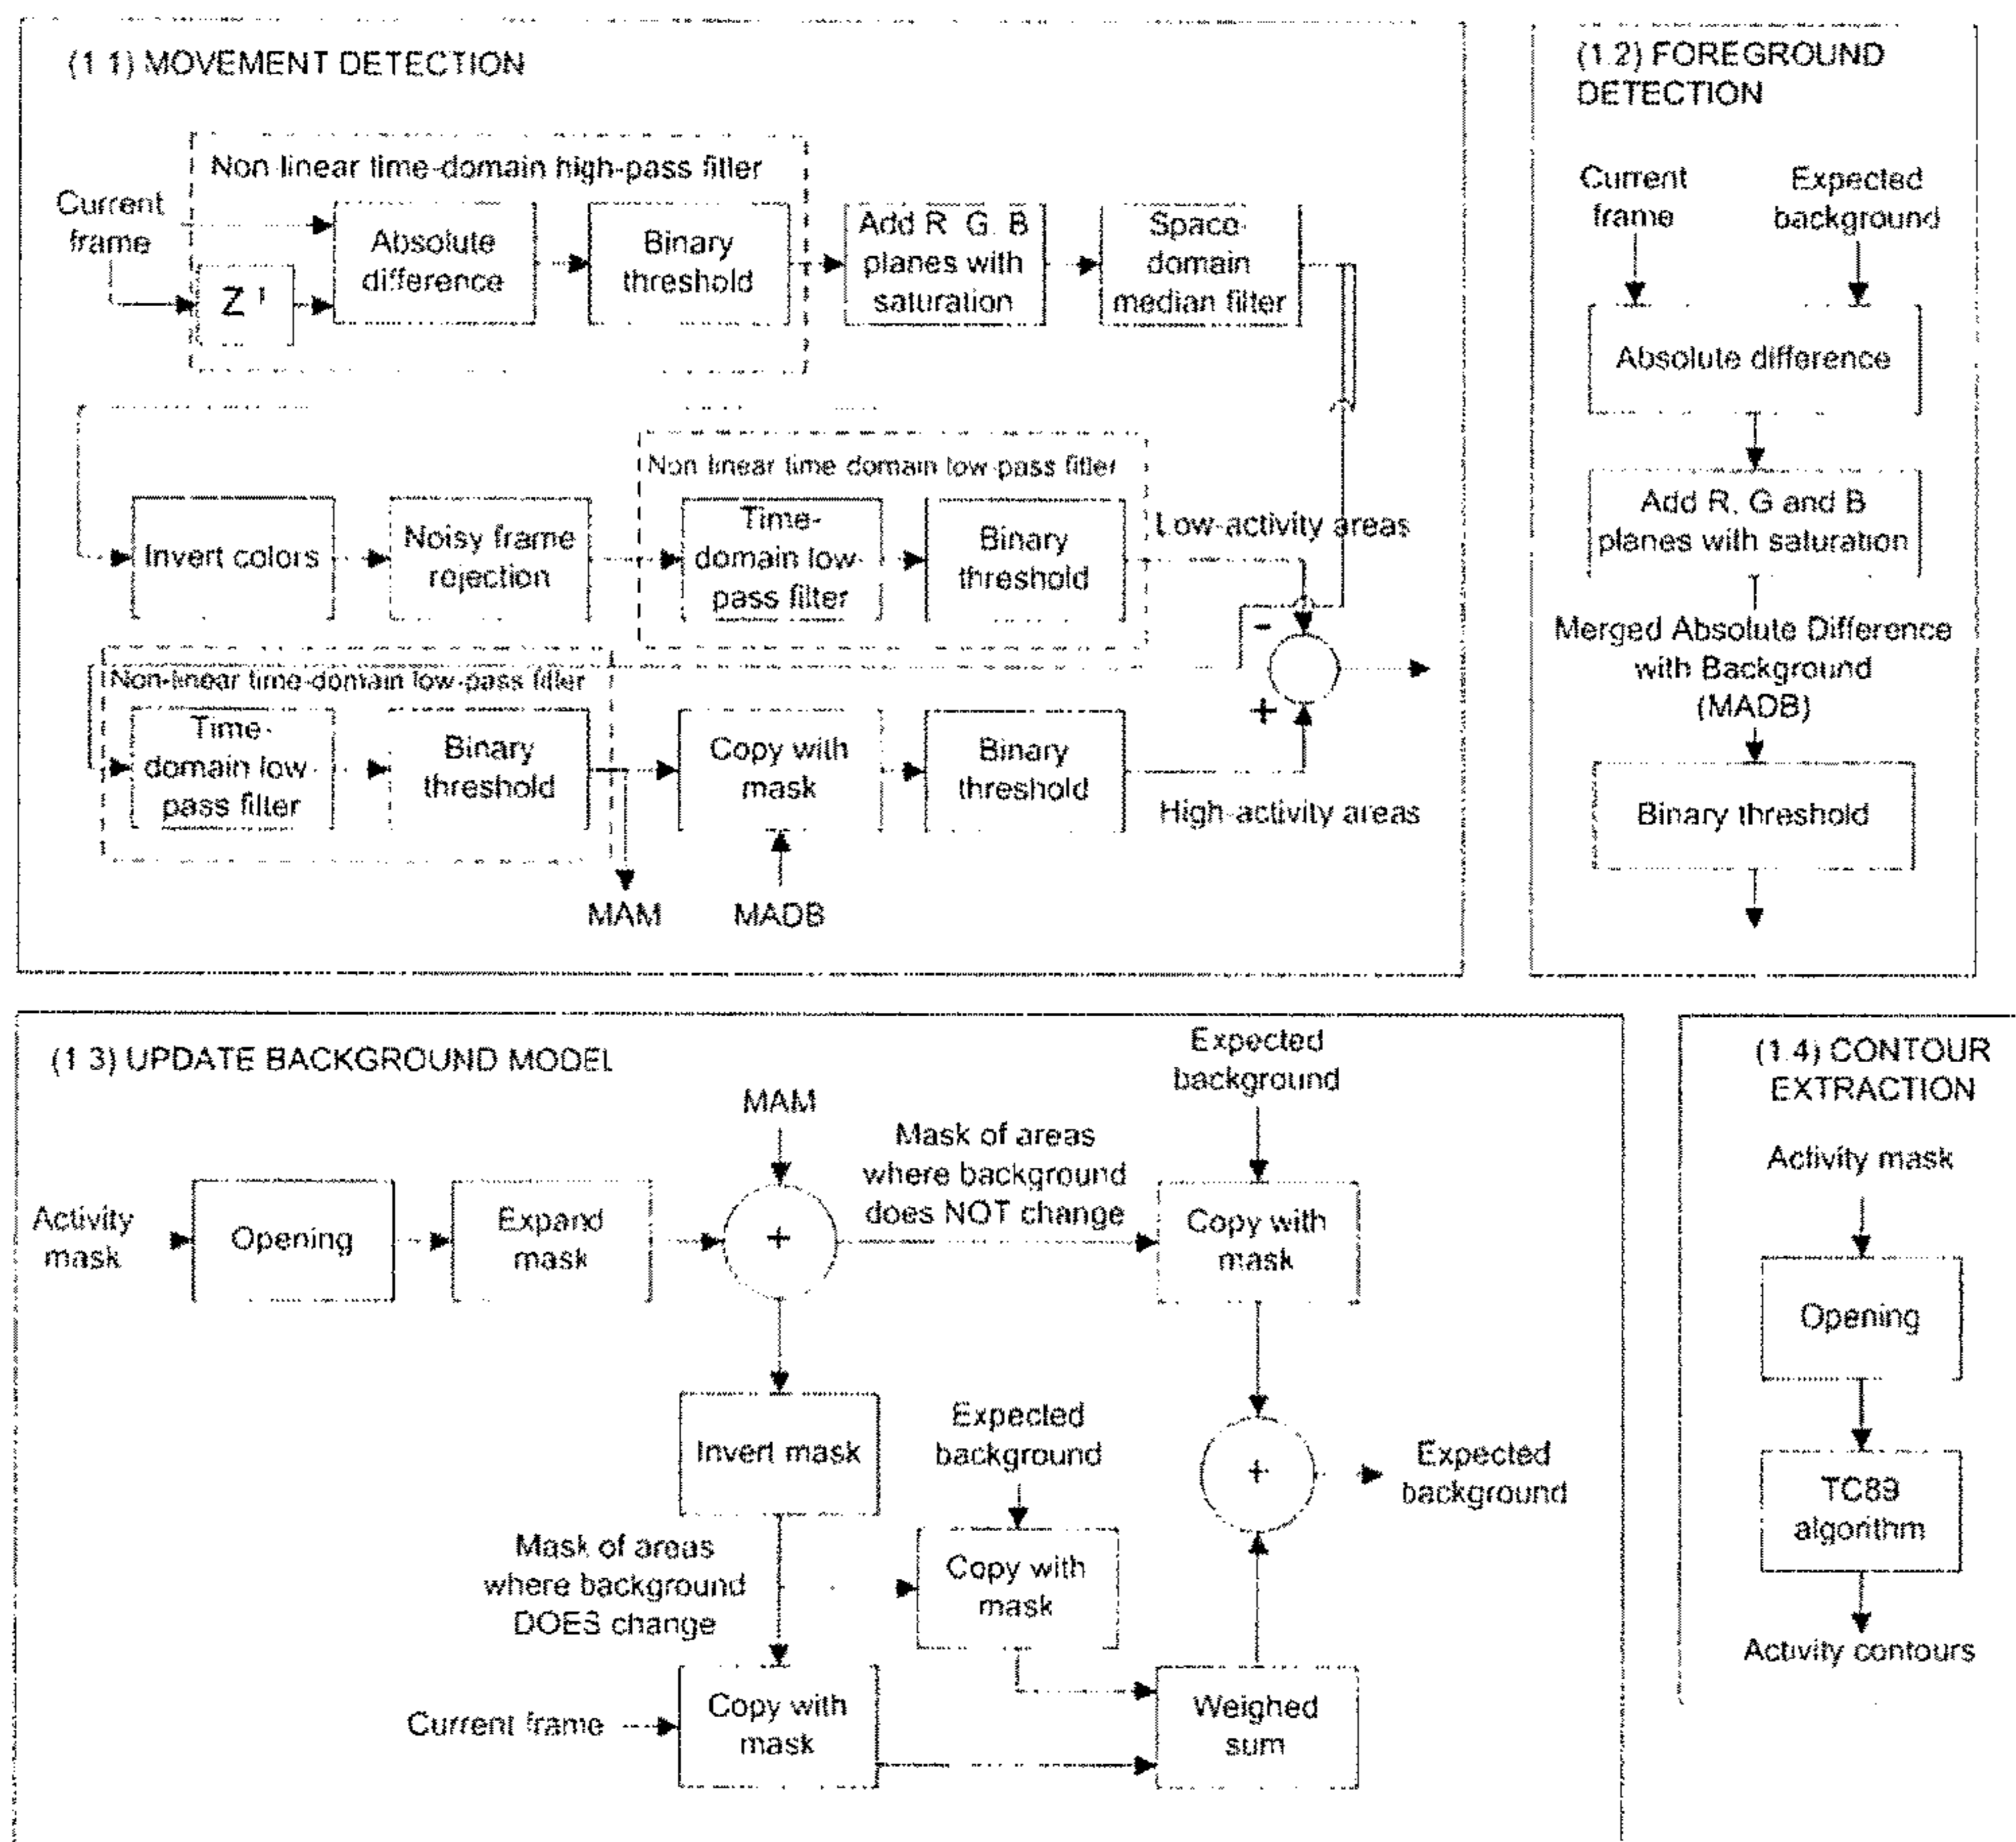 (1.1) MOVEMENT DETECTION
Non linear time-domain high-pass filter
Current
frame
Z⁻¹
Absolute
difference
Binary
threshold
Add R, G, B
planes with
saturation
Space-
domain
median filter
Non linear time domain low-pass filter
Invert colors
Noisy frame
rojection
Time-
domain low-
pass filter
Binary
threshold
Low-activity areas
-
+
Non-linear time-domain low-pass filter
Time-
domain low-
pass filter
Binary
threshold
Copy with
mask
Binary
threshold
High-activity areas
MAM
MADB
(1.2) FOREGROUND
DETECTION
Current
frame
Expected
background
Absolute difference
Add R, G and B
planes with saturation
Merged Absolute Difference
with Background
(MADB)
Binary threshold
(1.3) UPDATE BACKGROUND MODEL
Activity
mask
Opening
Expand
mask
MAM
+
Mask of areas
where background
does NOT change
Expected
background
Copy with
mask
Invert mask
Expected
background
+
Expected
background
Mask of areas
where background
DOES change
Copy with
mask
Current frame
Copy with
mask
Weighed
sum
(1.4) CONTOUR
EXTRACTION
Activity mask
Opening
TC89
algorithm
Activity contours